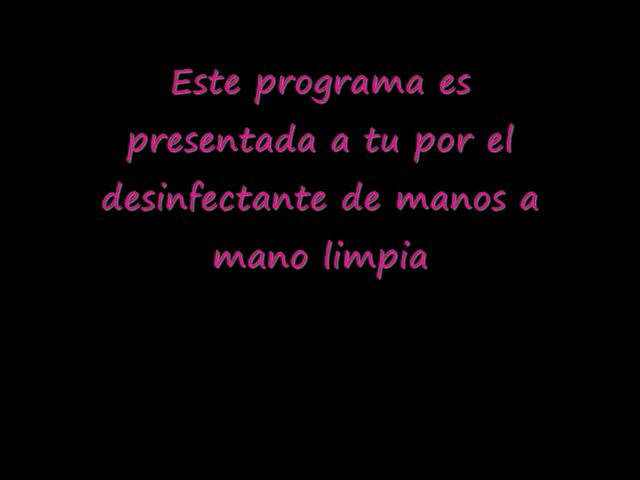 Este programa es
presentada a tu por el
desinfectante de manos a
mano limpia